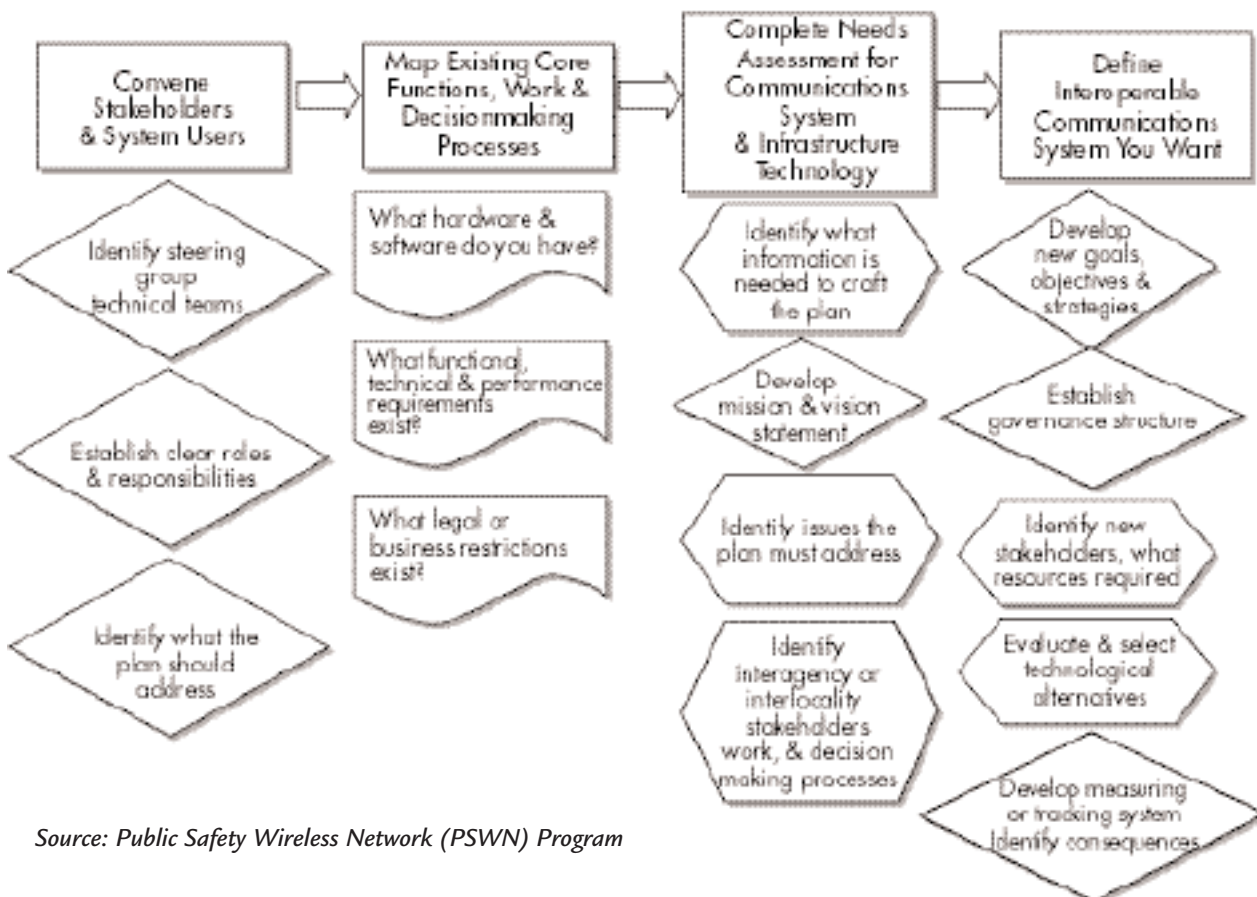 Convene
Stakeholders
& System Users
Map Existing Core
Functions, Work &
Decisionmaking
Processes
Complete Needs
Assessment for
Communications
System
& Infrastructure
Technology
Define
Interoperable
Communications
System You Want
Identify steering
group
technical teams
Establish clear roles
& responsibilities
Identify what the
plan should
address
What hardware &
software do you have?
What functional,
technical & performance
requirements
exist?
What legal or
business restrictions
exist?
Identify what
information is
needed to craft
the plan
Develop
mission & vision
statement
Identify issues the
plan must address
Identify
interagency or
interlocality
stakeholders
work, & decision
making processes
Develop
new goals,
objectives &
strategies
Establish
governance structure
Identify new
stakeholders, what
resources required
Evaluate & select
technological
alternatives
Develop measuring
or tracking system
Identify consequences
Source: Public Safety Wireless Network (PSWN) Program